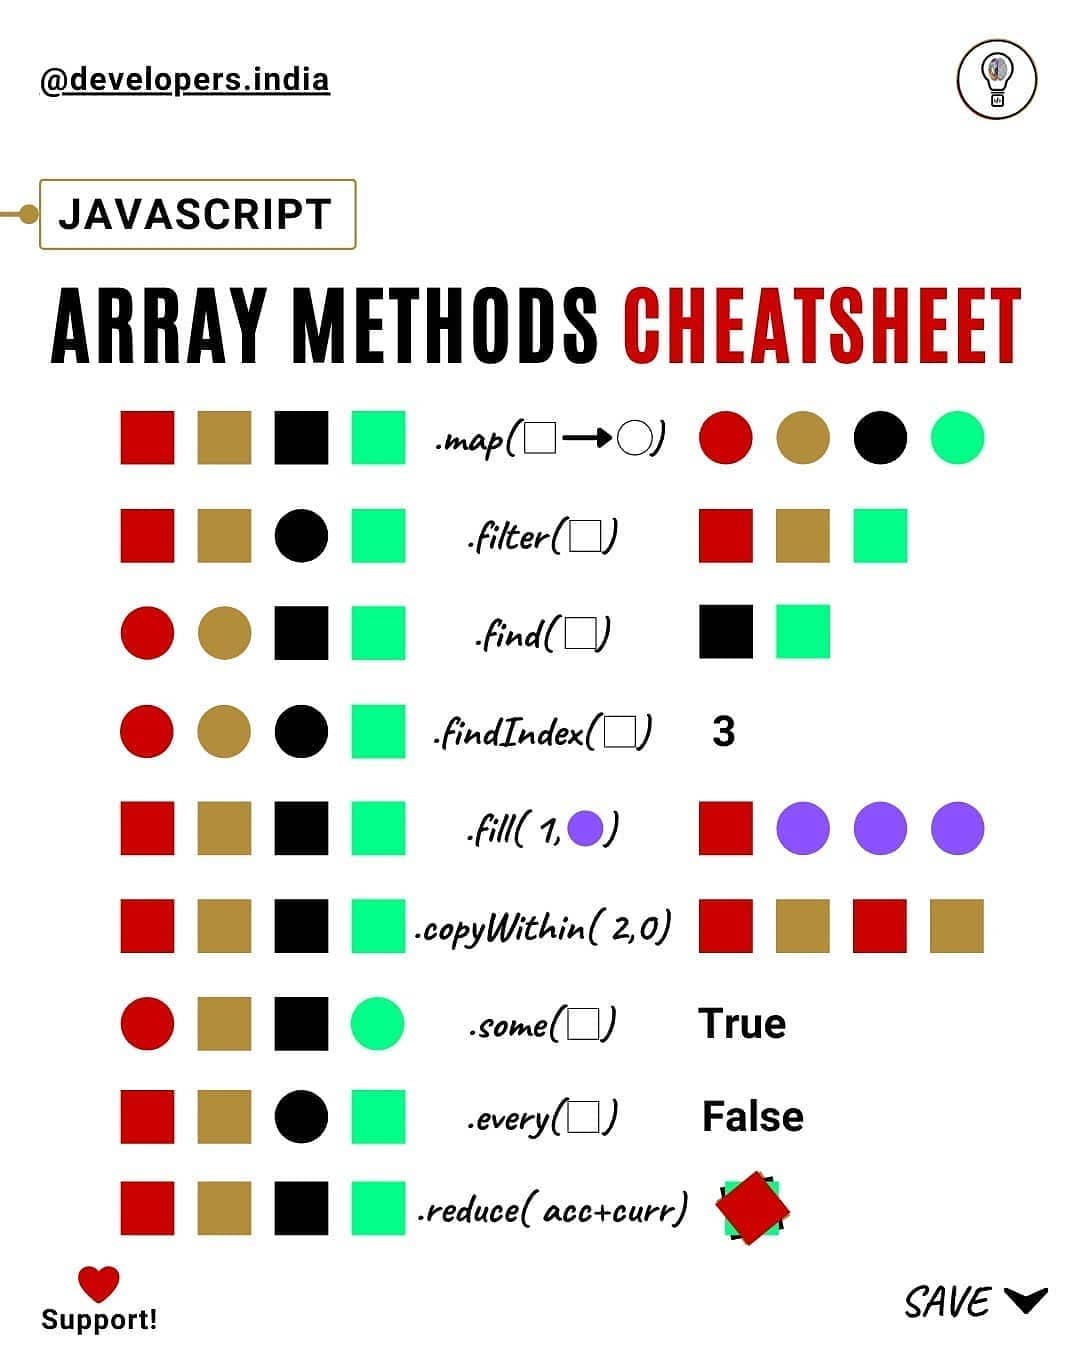 @developers.india
JAVASCRIPT
ARRAY METHODS CHEATSHEET
.map( )
.filter( )
.find( )
.findIndex( ) 3
.fill( 1, )
.copyWithin( 2,0)
.some( ) True
.every( ) False
.reduce( acc+curr)
Support!
SAVE